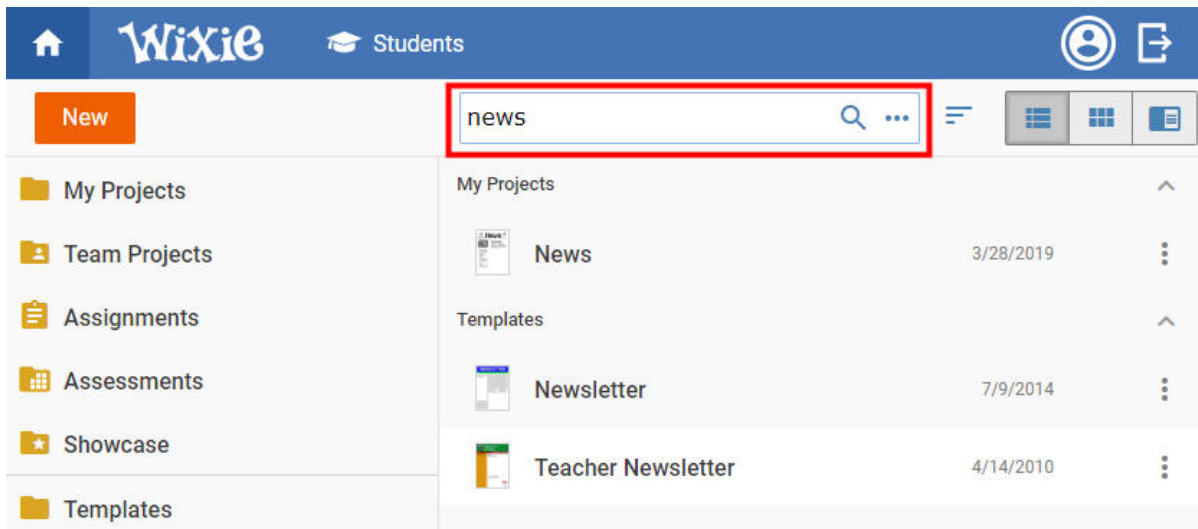 Wixie Students
New news
My Projects
Team Projects
Assignments
Assessments
Showcase
Templates
My Projects
News 3/28/2019
Templates
Newsletter 7/9/2014
Teacher Newsletter 4/14/2010